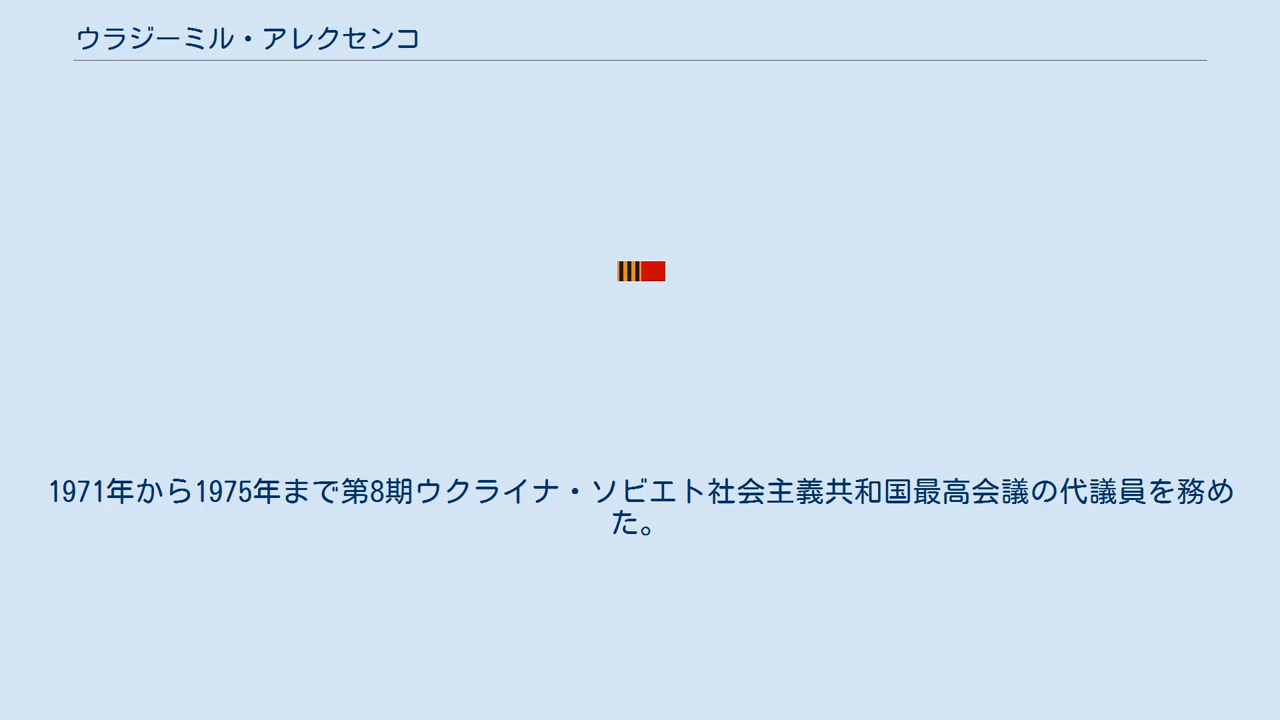 ウラジーミル・アレクセンコ
1971年から1975年まで第8期ウクライナ・ソビエト社会主義共和国最高会議の代議員を務め
た。